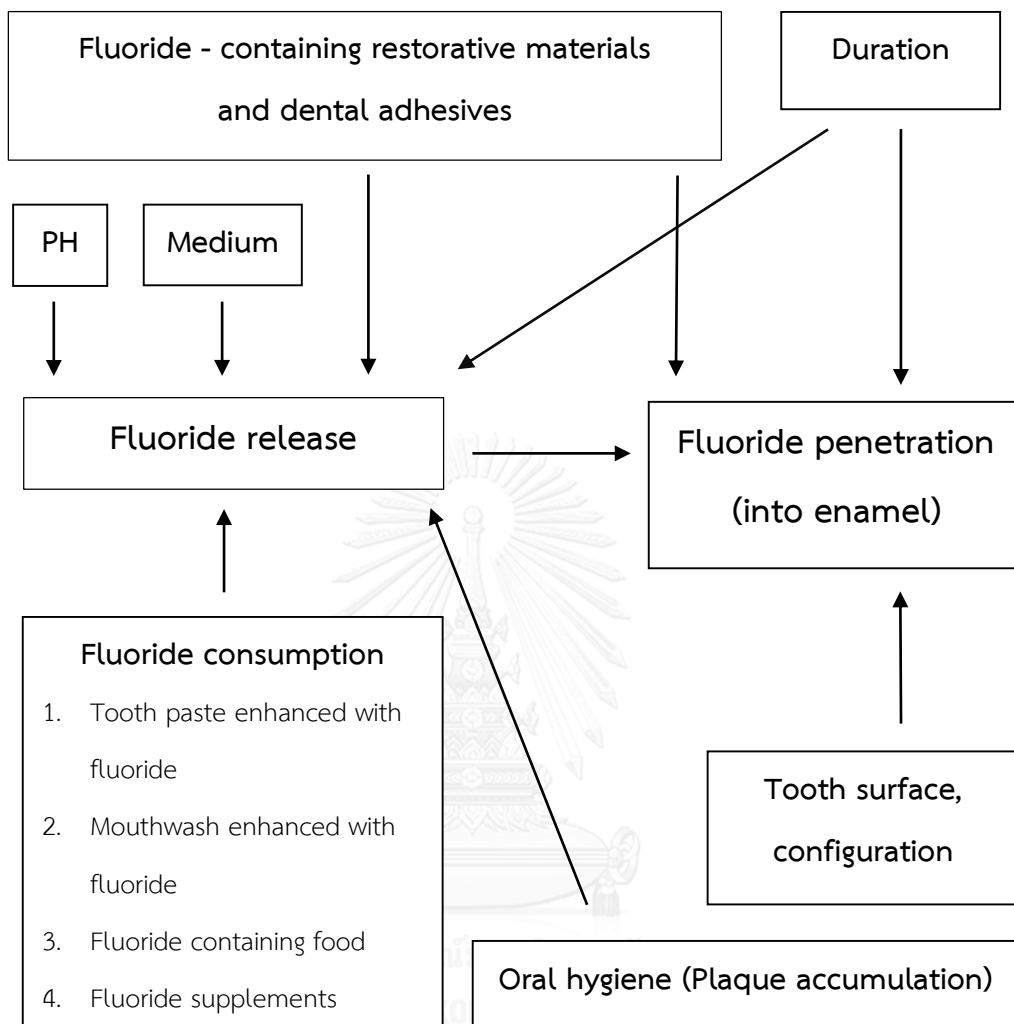 Fluoride - containing restorative materials
and dental adhesives
Duration
PH
Medium
Fluoride release
Fluoride penetration
(into enamel)
Fluoride consumption
1. Tooth paste enhanced with
fluoride
2. Mouthwash enhanced with
fluoride
3. Fluoride containing food
4. Fluoride supplements
Tooth surface,
configuration
Oral hygiene (Plaque accumulation)